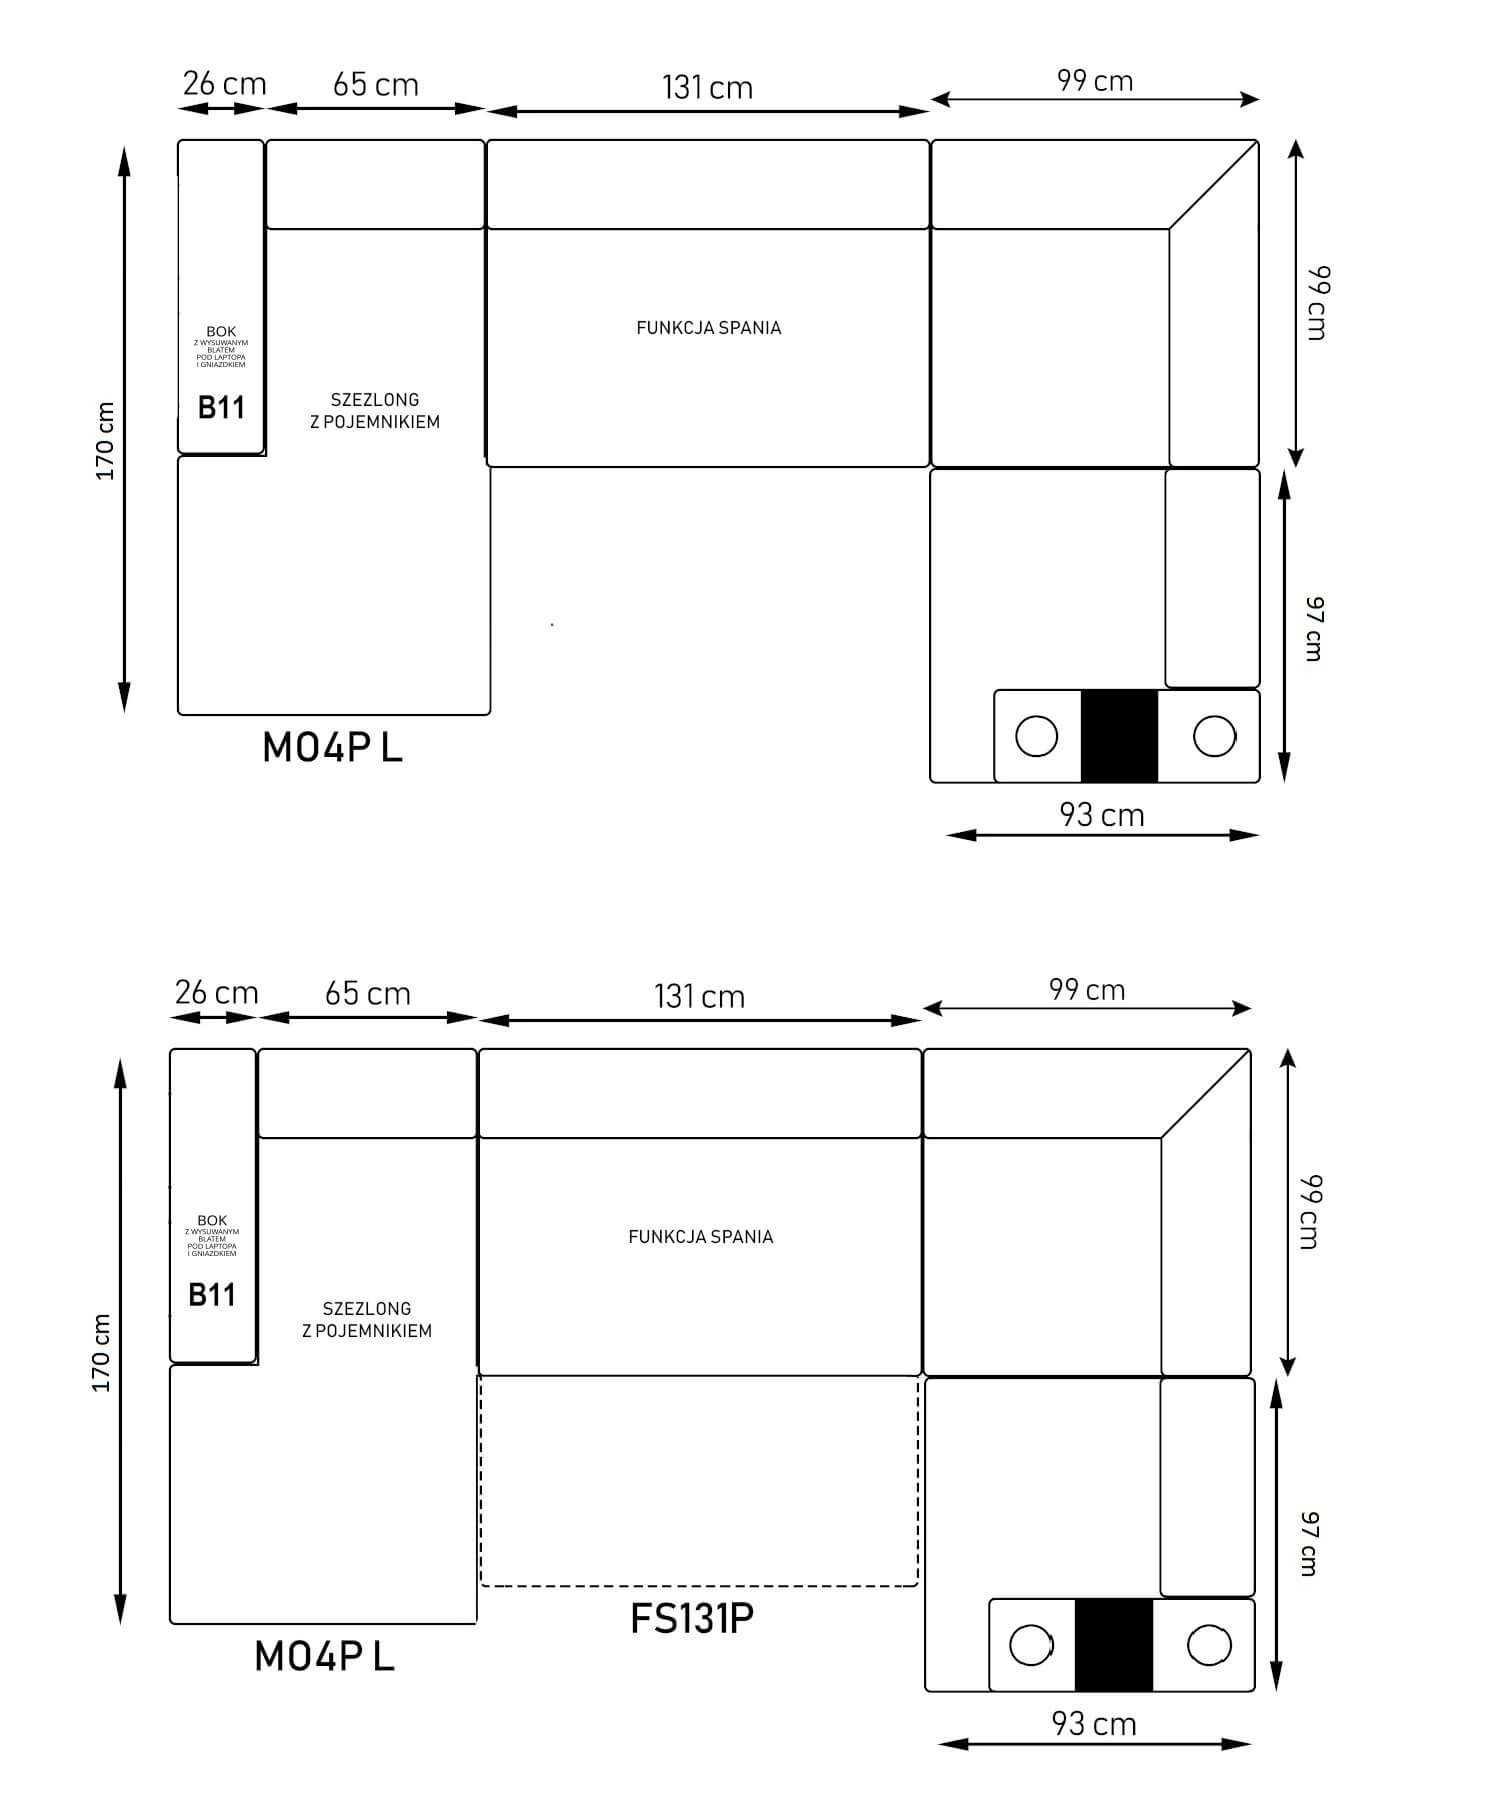 26 cm
65 cm
131 cm
99 cm
99 cm
FUNKCJA SPANIA
BOK
Z WYSUWANYM
BLATEM
POD LAPTOPA
I GNIAZDKIEM
B11
SZEZLONG
Z POJEMNIKIEM
170 cm
97 cm
MO4P L
93 cm
26 cm
65 cm
131 cm
99 cm
99 cm
FUNKCJA SPANIA
BOK
Z WYSUWANYM
BLATEM
POD LAPTOPA
I GNIAZDKIEM
B11
SZEZLONG
Z POJEMNIKIEM
170 cm
97 cm
FS131P
MO4P L
93 cm